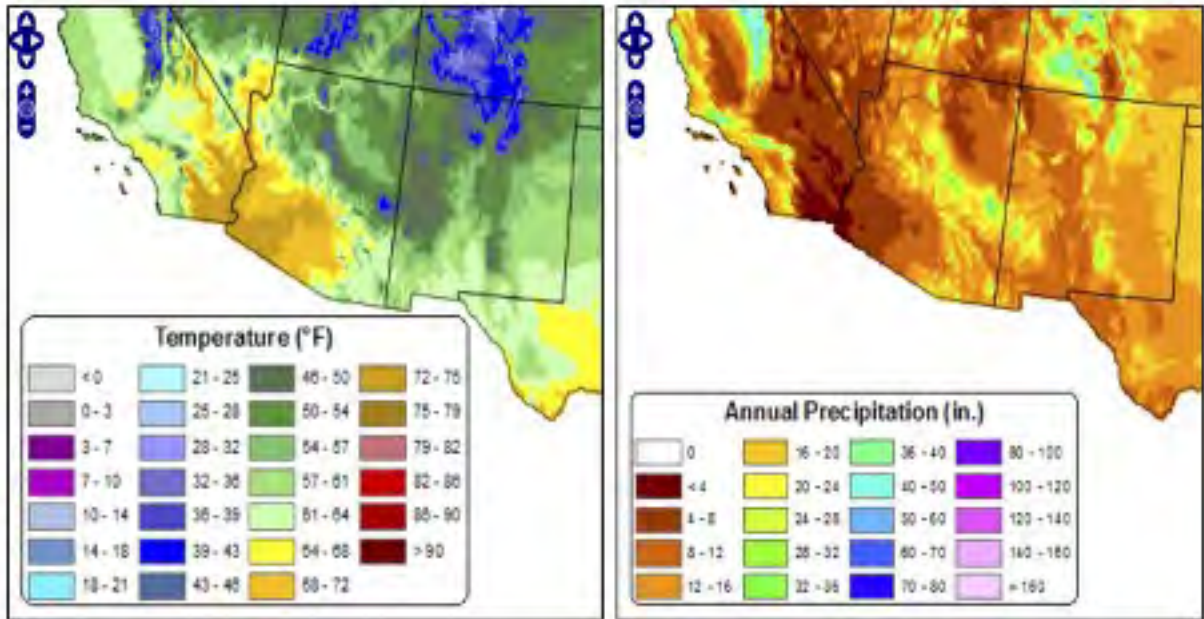 Temperature (°F)
< 0 21 - 25 46 - 50 72 - 75
0 - 3 25 - 28 50 - 54 75 - 79
3 - 7 28 - 32 54 - 57 79 - 82
7 - 10 32 - 36 57 - 61 82 - 86
10 - 14 36 - 39 61 - 64 86 - 90
14 - 18 39 - 43 64 - 68 > 90
18 - 21 43 - 46 68 - 72
Annual Precipitation (in.)
0 16 - 20 36 - 40 80 - 100
< 4 20 - 24 40 - 50 100 - 120
4 - 8 24 - 28 50 - 60 120 - 140
8 - 12 28 - 32 60 - 70 140 - 160
12 - 16 32 - 36 70 - 80 > 160